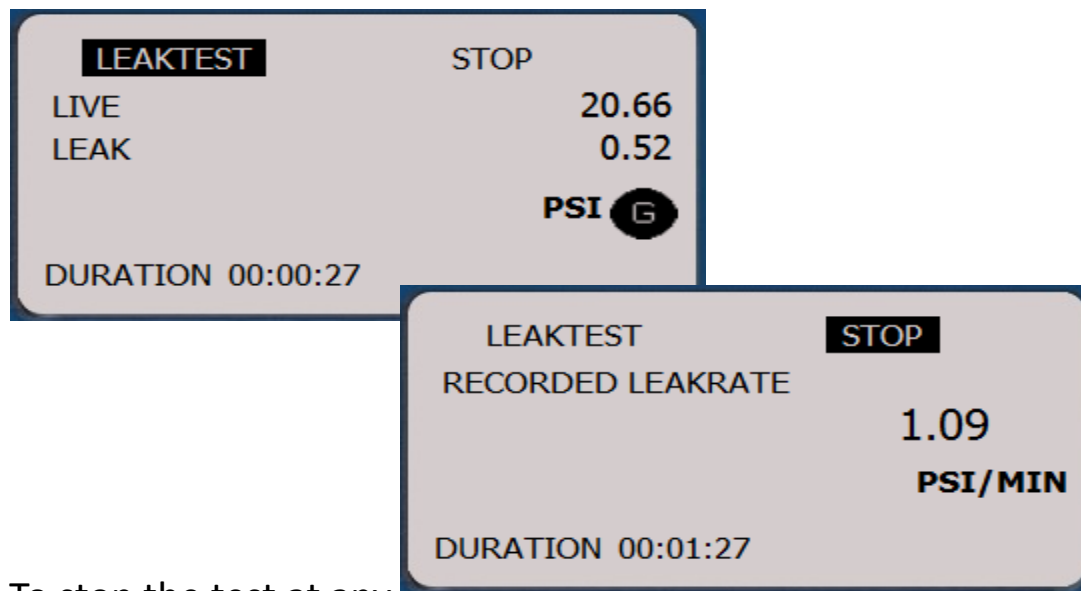 LEAKTEST STOP
LIVE 20.66
LEAK 0.52
PSI G
DURATION 00:00:27
LEAKTEST STOP
RECORDED LEAKRATE
1.09
PSI/MIN
DURATION 00:01:27
To stop the test at any